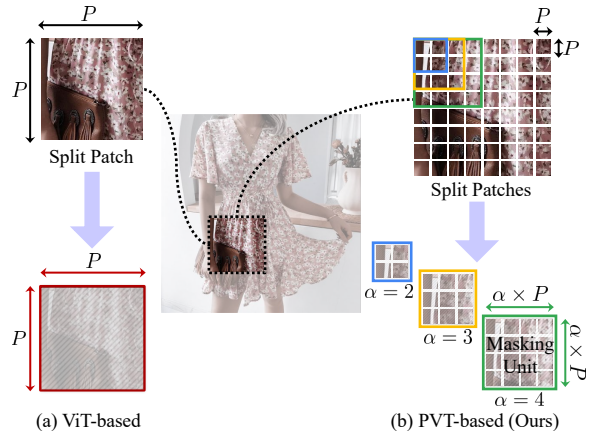 P
P
Split Patch
P
P
(a) ViT-based
P
P
Split Patches
α = 2
α = 3
α × P
Masking
Unit
α × P
α = 4
(b) PVT-based (Ours)